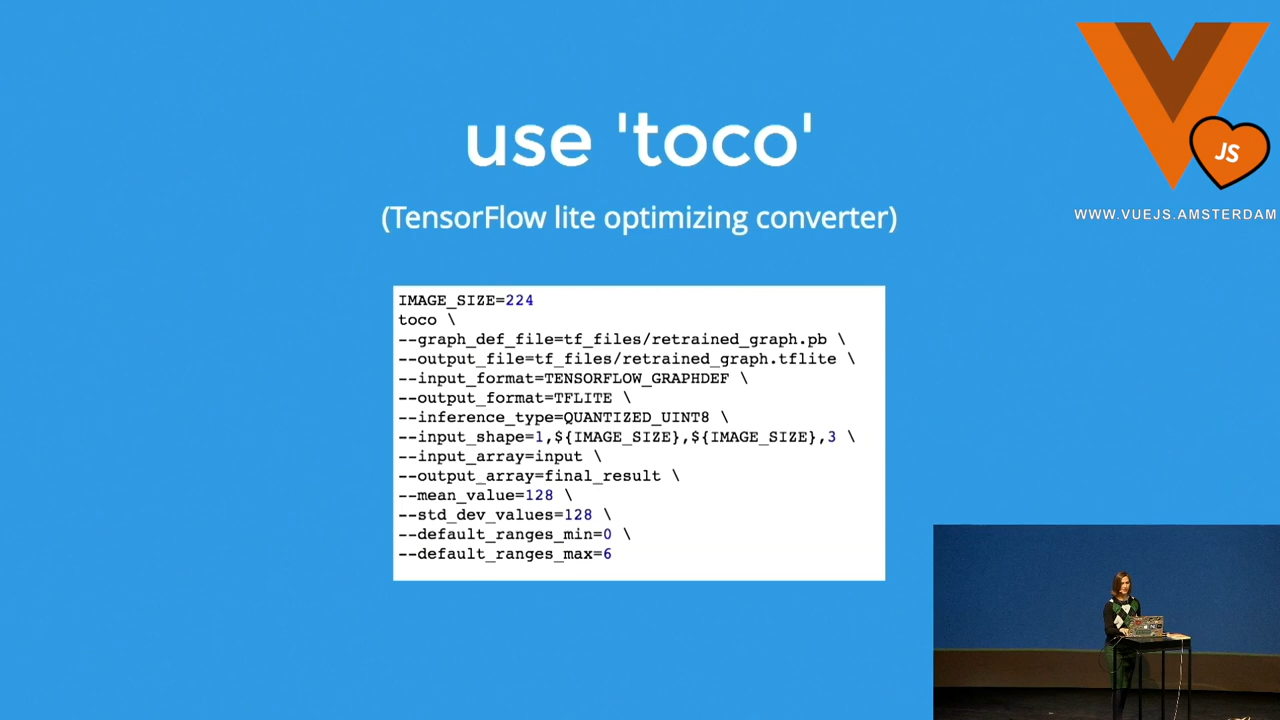 use 'toco'
(TensorFlow lite optimizing converter)
IMAGE_SIZE=224
toco \
--graph_def_file=tf_files/retrained_graph.pb \
--output_file=tf_files/retrained_graph.tflite \
--input_format=TENSORFLOW_GRAPHDEF \
--output_format=TFLITE \
--inference_type=QUANTIZED_UINT8 \
--input_shape=1,${IMAGE_SIZE},${IMAGE_SIZE},3 \
--input_array=input \
--output_array=final_result \
--mean_value=128 \
--std_dev_values=128 \
--default_ranges_min=0 \
--default_ranges_max=6
JS
WWW.VUEJS.AMSTERDAM